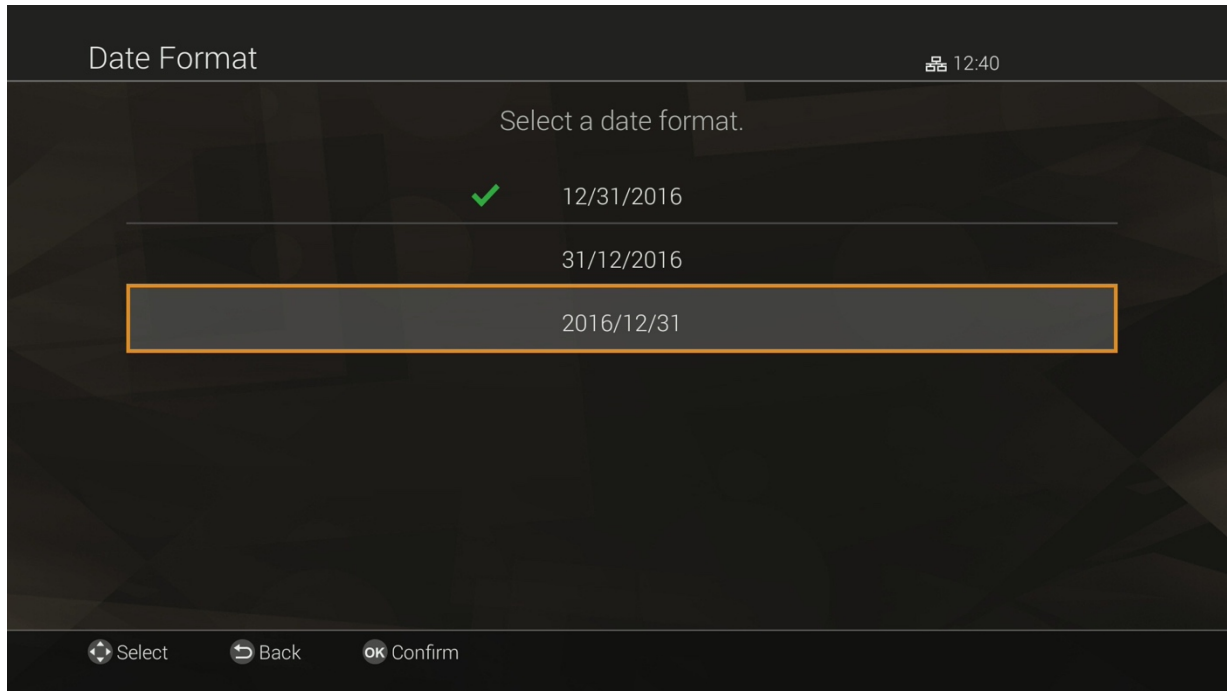 Date Format
12:40
Select a date format.
12/31/2016
31/12/2016
2016/12/31
Select Back OK Confirm